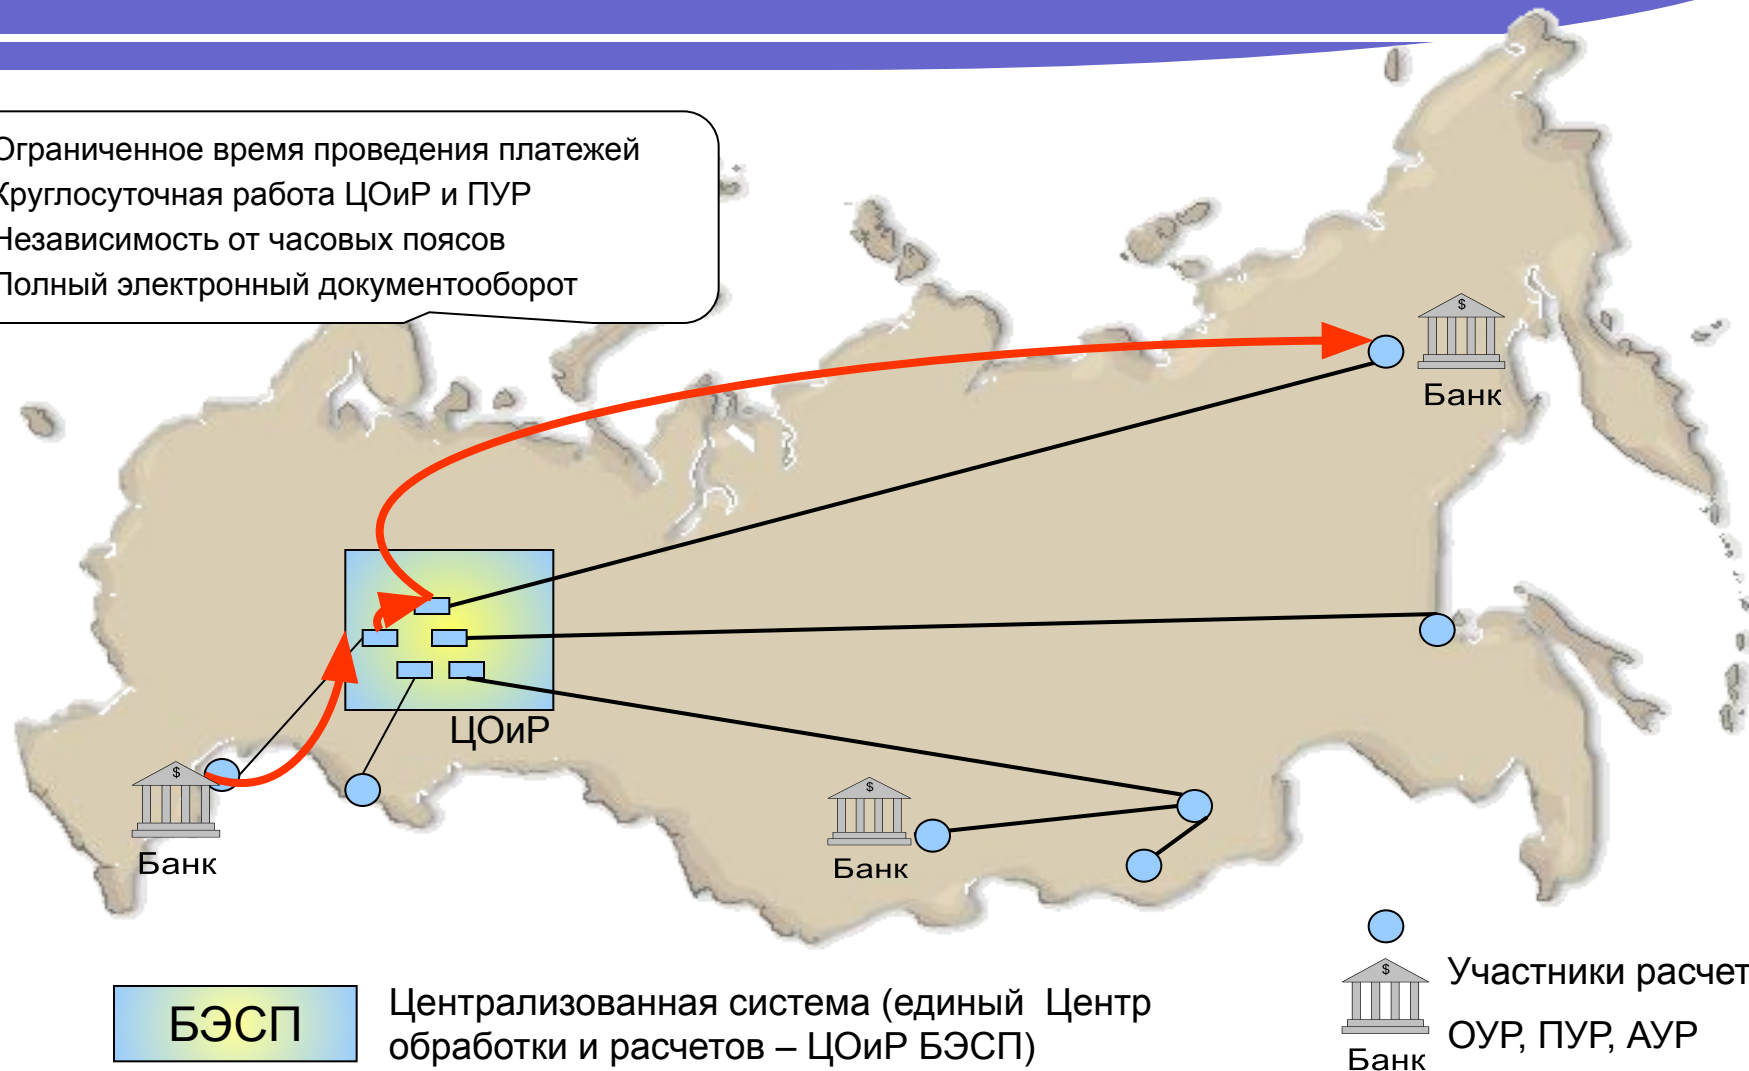 Ограниченное время проведения платежей
Круглосуточная работа ЦОиР и ПУР
Независимость от часовых поясов
Полный электронный документооборот
$
Банк
ЦОиР
$
Банк
$
Банк
БЭСП
Централизованная система (единый Центр
обработки и расчетов – ЦОиР БЭСП)
$
Банк
Участники расчет
ОУР, ПУР, АУР